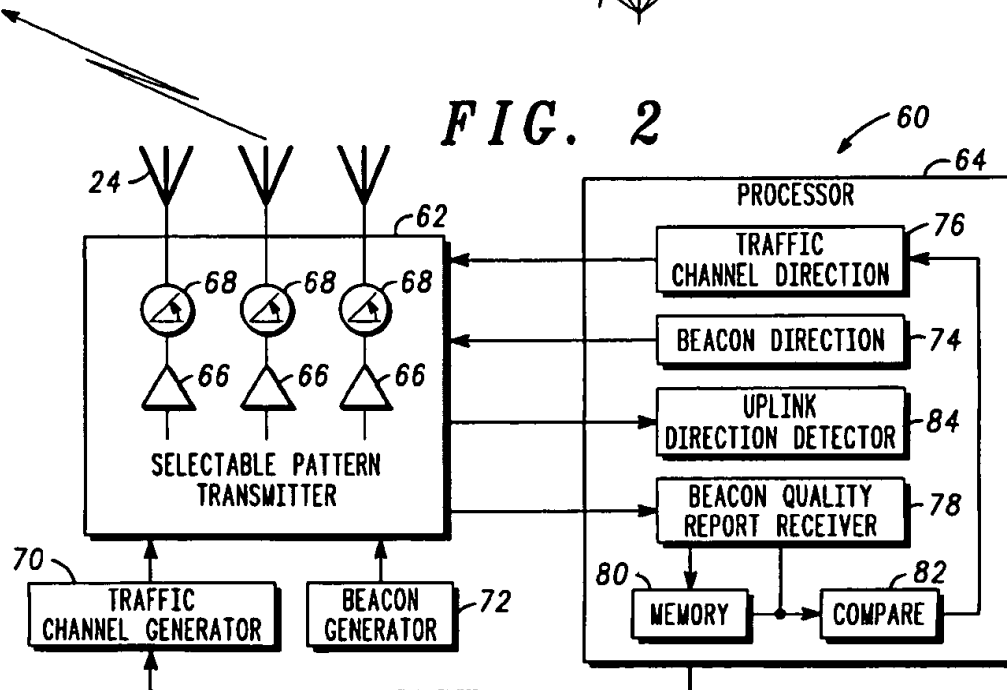 FIG. 2
60
64
PROCESSOR
24
62
76
TRAFFIC
CHANNEL DIRECTION
68 68 68
BEACON DIRECTION
74
66 66 66
UPLINK
DIRECTION DETECTOR
84
SELECTABLE PATTERN
TRANSMITTER
BEACON QUALITY
REPORT RECEIVER
78
70
TRAFFIC
CHANNEL GENERATOR
BEACON
GENERATOR
72
80
MEMORY
82
COMPARE